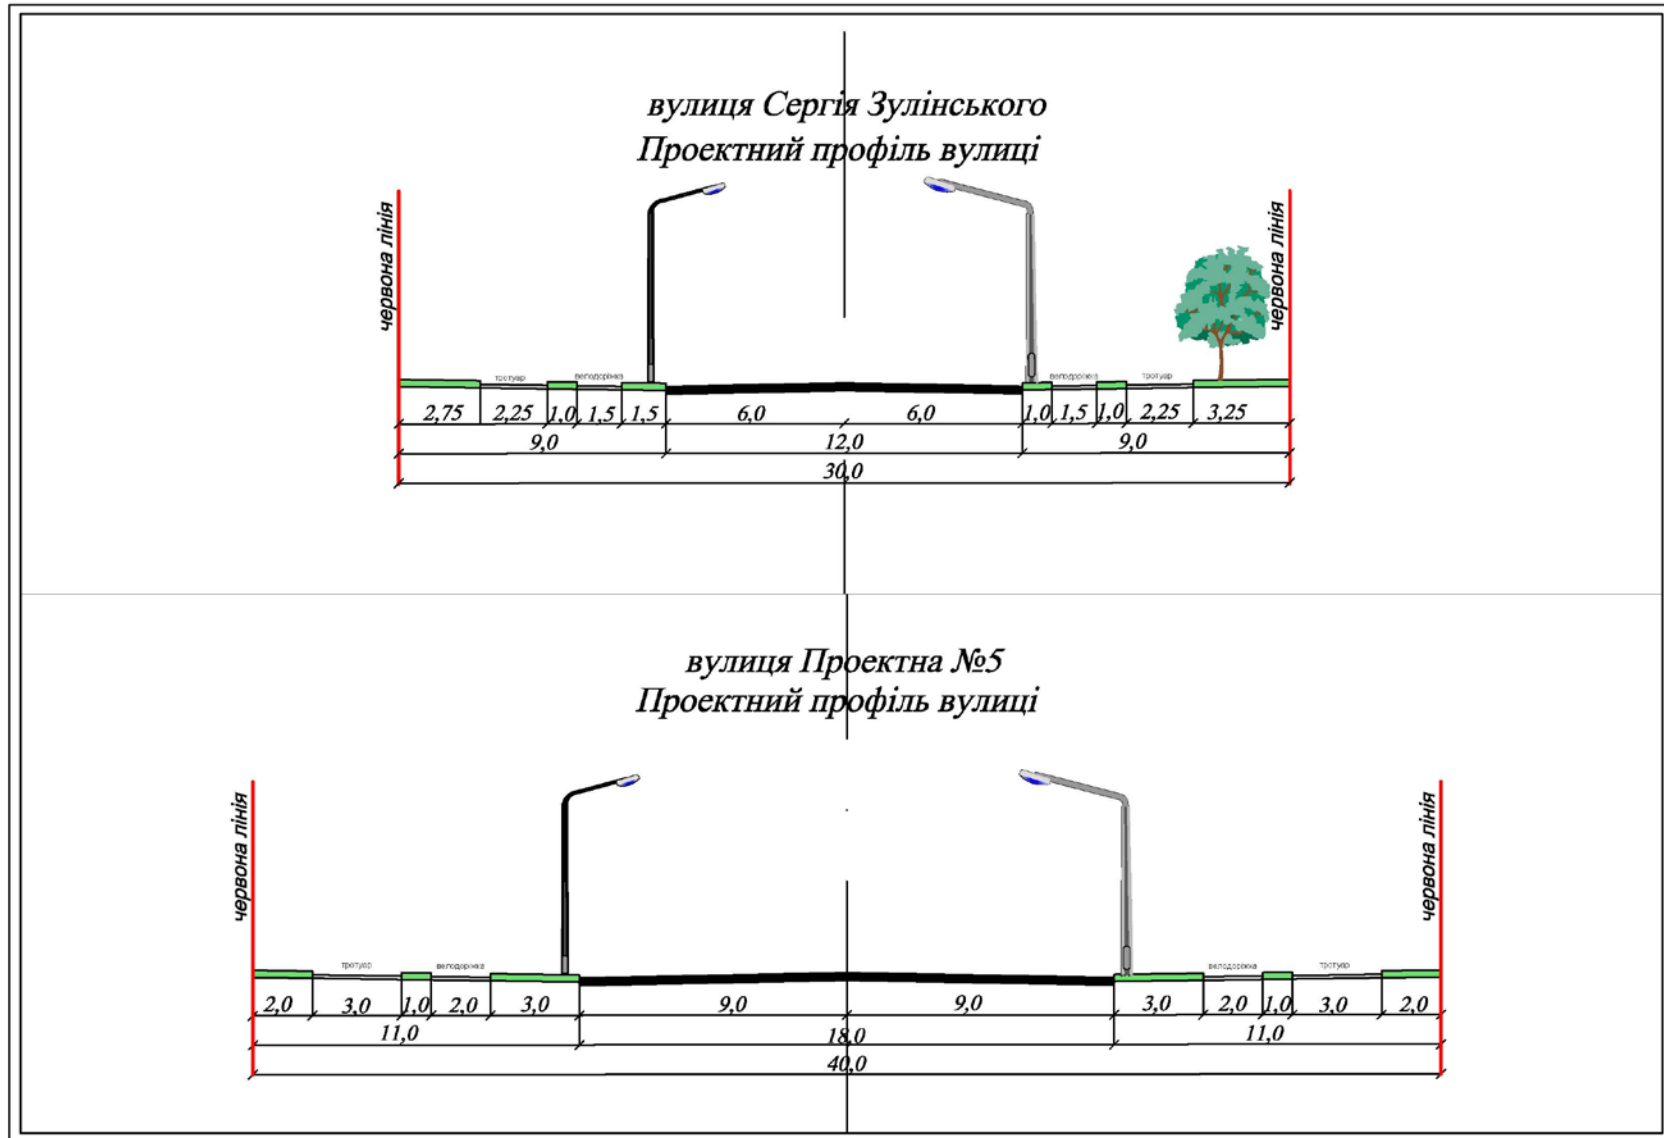 вулиця Сергія Зулінського
Проектний профіль вулиці
червона лінія
червона лінія
тротуар велодоріжка велодоріжка тротуар
2,75 2,25 1,0 1,5 1,5 6,0 6,0 1,0 1,5 1,0 2,25 3,25
9,0 12,0 9,0
30,0
вулиця Проектна №5
Проектний профіль вулиці
червона лінія
червона лінія
тротуар велодоріжка велодоріжка тротуар
2,0 3,0 1,0 2,0 3,0 9,0 9,0 3,0 2,0 1,0 3,0 2,0
11,0 18,0 11,0
40,0